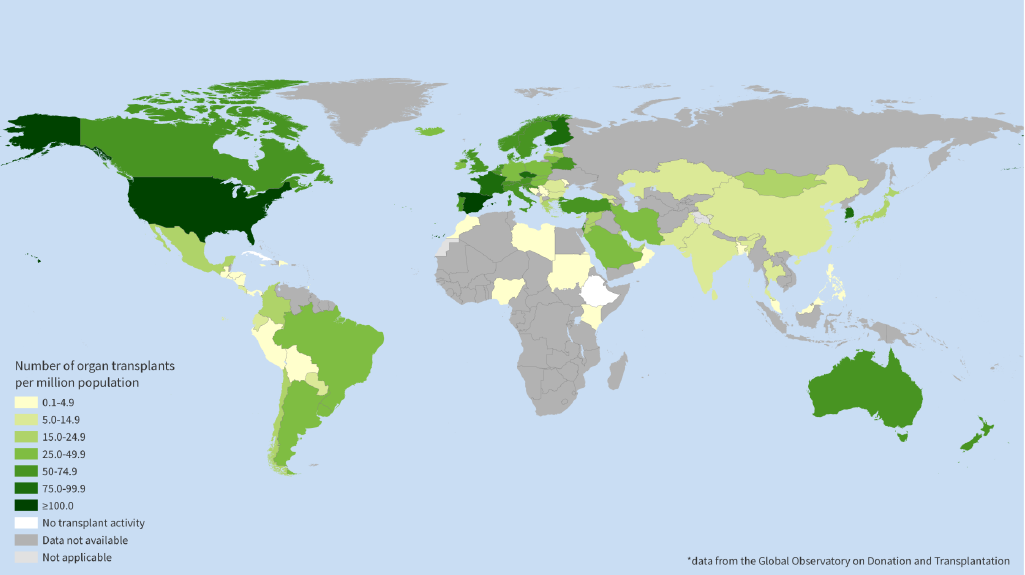 Number of organ transplants
per million population
0.1-4.9
5.0-14.9
15.0-24.9
25.0-49.9
50-74.9
75.0-99.9
≥100.0
No transplant activity
Data not available
Not applicable
*data from the Global Observatory on Donation and Transplantation